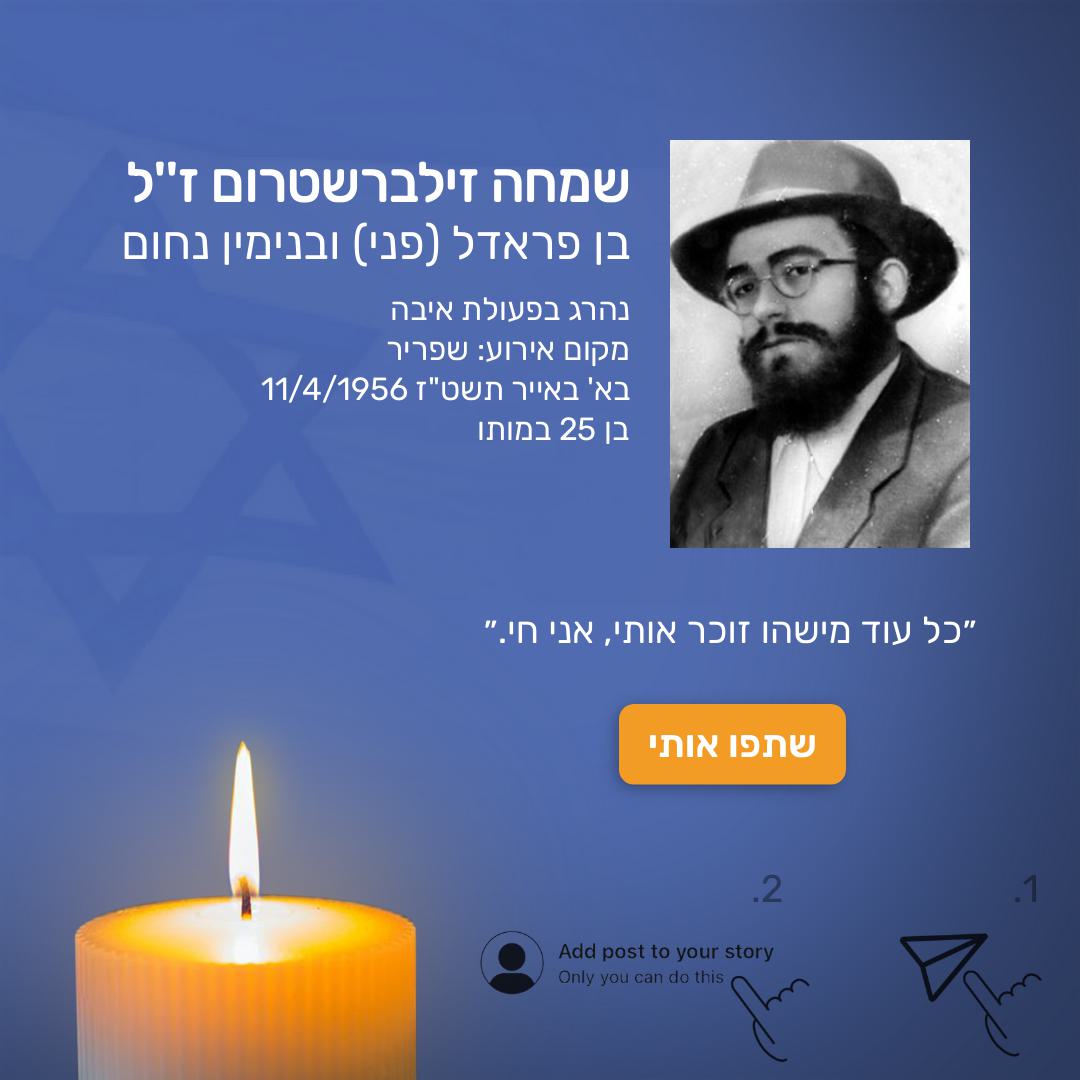 שמחה זילברשטרום ז"ל
בן פראדל (פני) ובנימין נחום
נהרג בפעולת איבה
מקום אירוע: שפריר
בא' באייר תשט"ז 11/4/1956
בן 25 במותו
״כל עוד מישהו זוכר אותי, אני חי.״
שתפו אותי
.1
.2
Add post to your story
Only you can do this